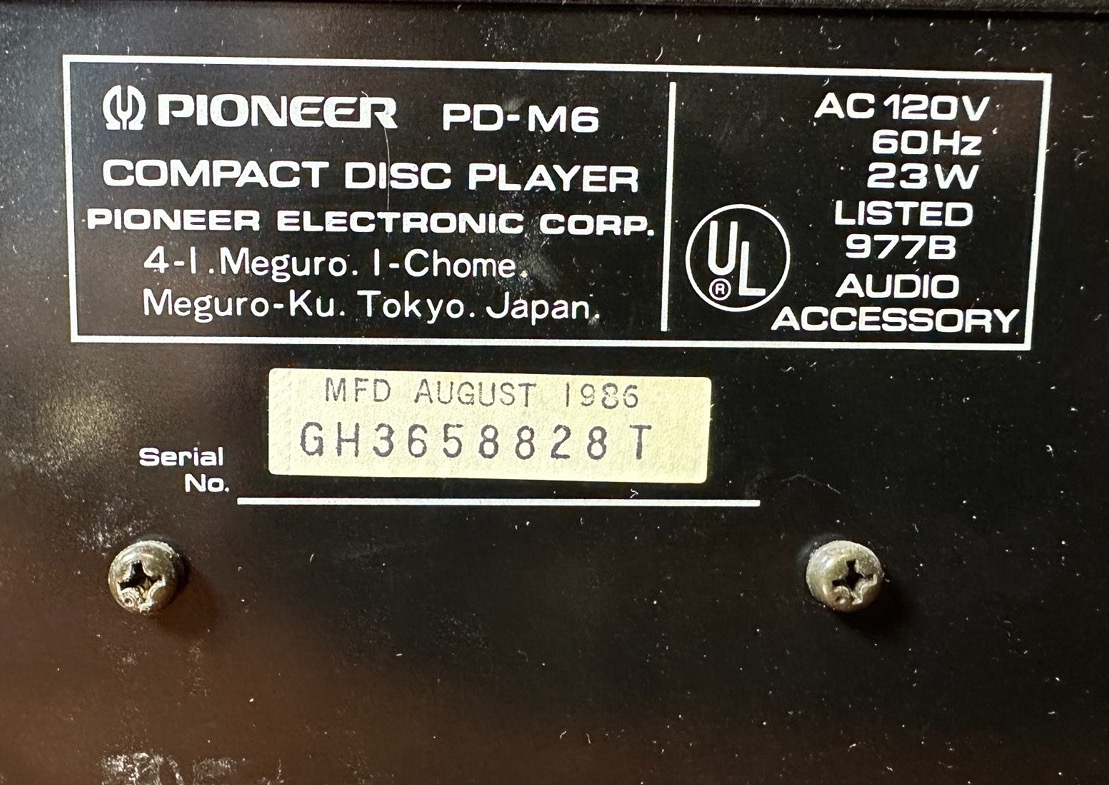 PIONEER PD-M6
COMPACT DISC PLAYER
PIONEER ELECTRONIC CORP.
4-1.Meguro. 1-Chome.
Meguro-Ku. Tokyo. Japan.
AC 120V
60Hz
23W
LISTED
977B
AUDIO
ACCESSORY
UL
®
MFD AUGUST 1986
GH3658828T
Serial
No.